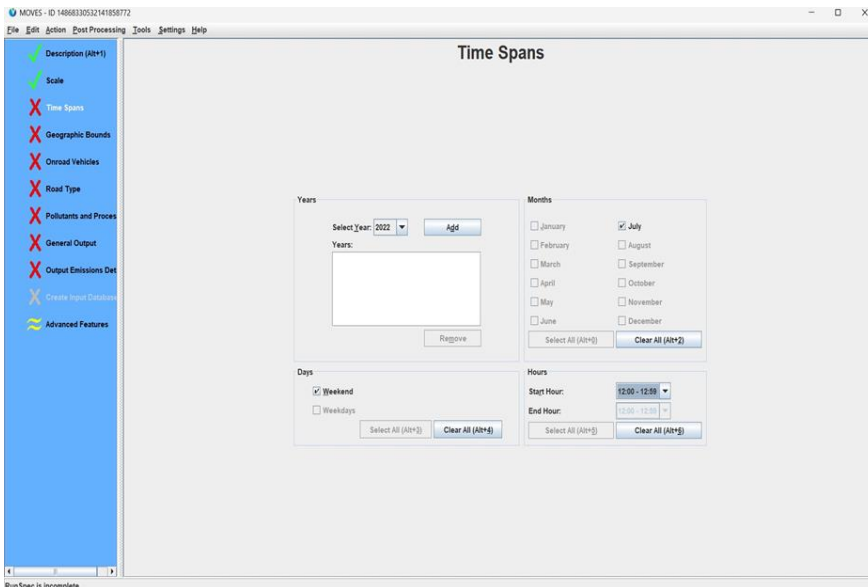 MOVES - ID 14868330532141858772
File Edit Action Post Processing Tools Settings Help
Description (Alt+1)
Scale
Time Spans
Geographic Bounds
Onroad Vehicles
Road Type
Pollutants and Proces
General Output
Output Emissions Det
Create Input Database
Advanced Features
Time Spans
Years
Select Year: 2022 Add
Years:
Remove
Months
January July
February August
March September
April October
May November
June December
Select All (Alt+0) Clear All (Alt+2)
Days
Weekend
Weekdays
Select All (Alt+3) Clear All (Alt+4)
Hours
Start Hour: 12:00 - 12:59
End Hour: 12:00 - 12:59
Select All (Alt+5) Clear All (Alt+6)
RunSpec is incomplete